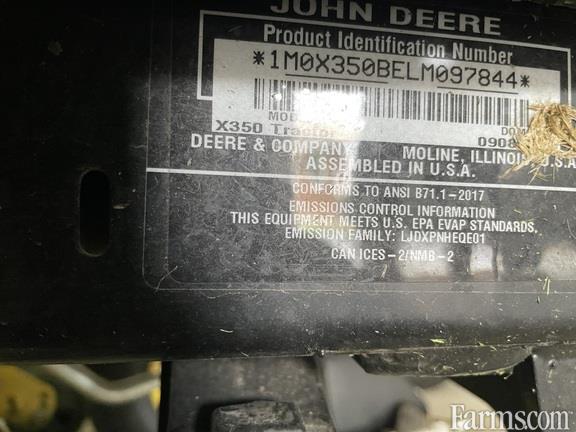 JOHN DEERE
Product Identification Number
*1M0X350BELM097844*
X350 Tractor
DEERE & COMPANY MOLINE, ILLINOIS, U.S.A.
ASSEMBLED IN U.S.A.
CONFORMS TO ANSI B71.1-2017
EMISSIONS CONTROL INFORMATION
THIS EQUIPMENT MEETS U.S. EPA EVAP STANDARDS,
EMISSION FAMILY: LJDXPNHEQE01
CAN ICES-2/NMB-2
Farms.com